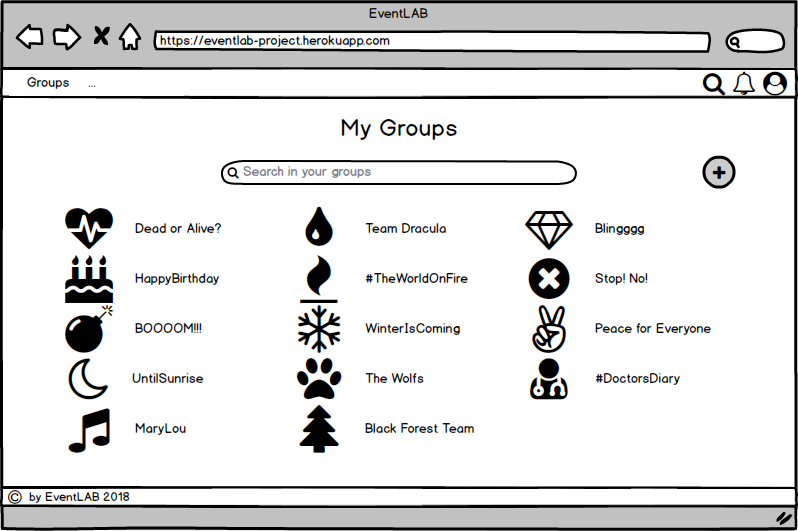 EventLAB
https://eventlab-project.herokuapp.com
Groups ...
My Groups
Search in your groups
Dead or Alive? Team Dracula Blingggg
HappyBirthday #TheWorldOnFire Stop! No!
BOOOOM!!! WinterIsComing Peace for Everyone
UntilSunrise The Wolfs #DoctorsDiary
MaryLou Black Forest Team
© by EventLAB 2018